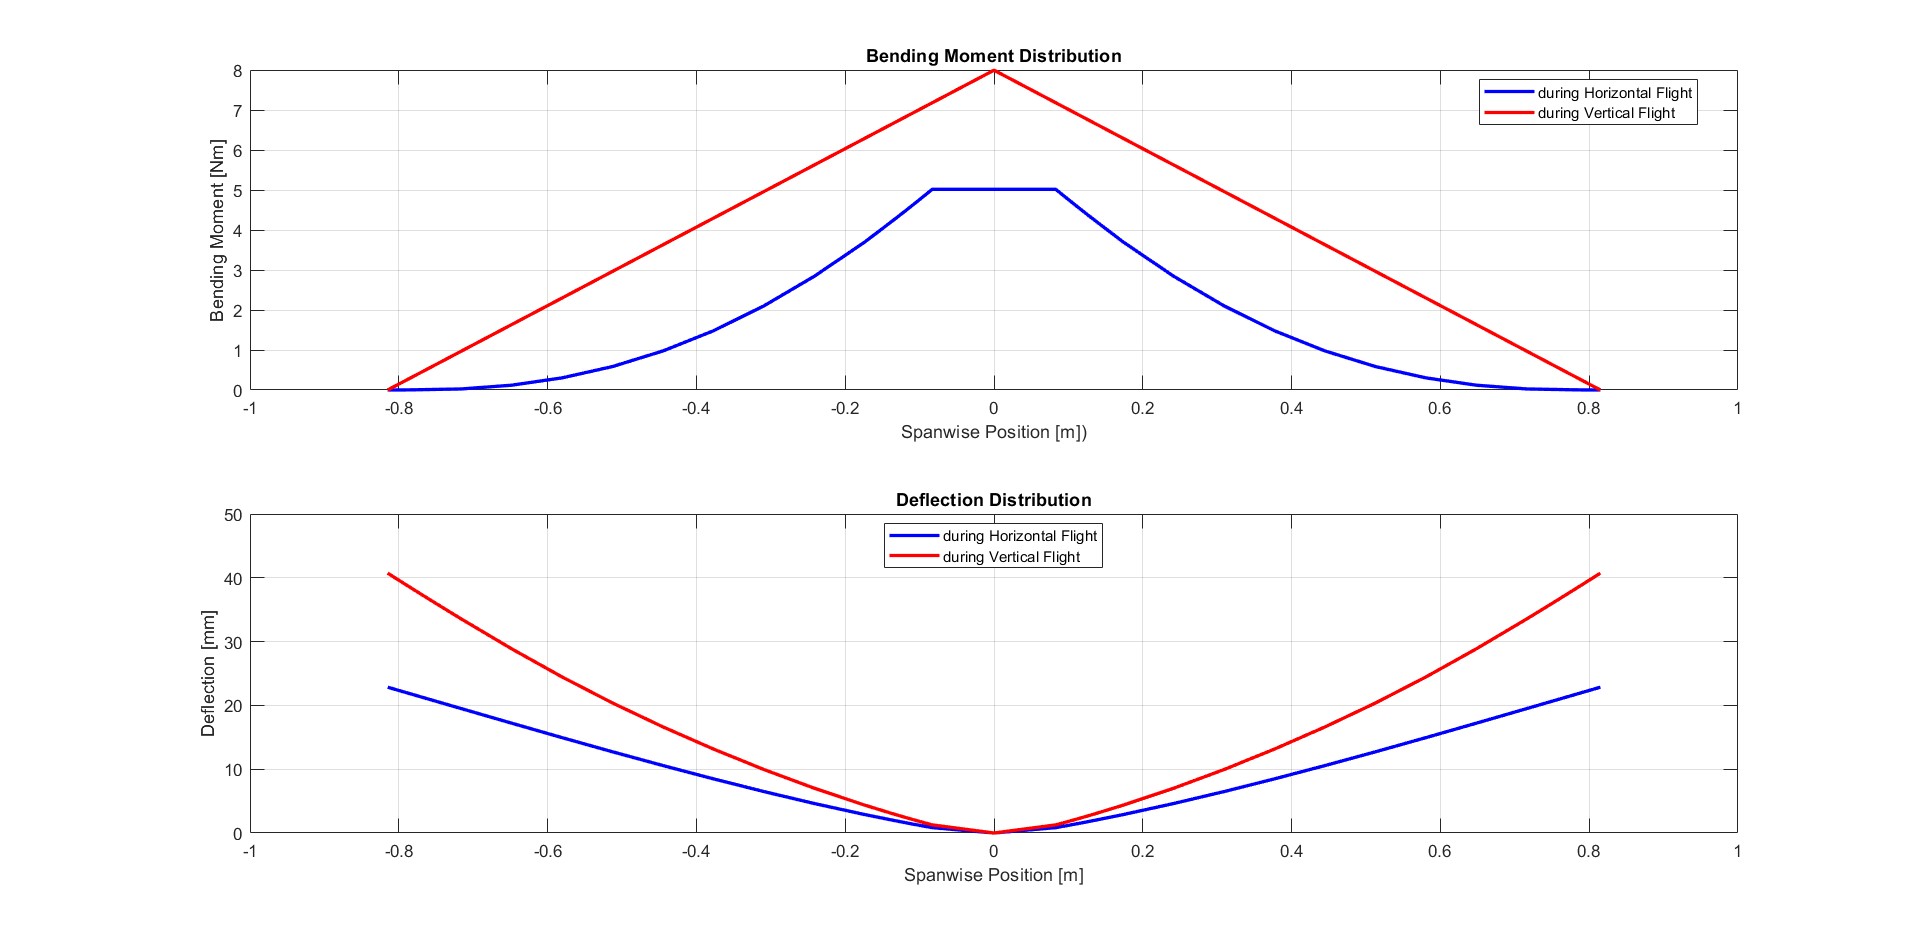 Bending Moment Distribution
8
7
6
5
4
3
2
1
0
Bending Moment [Nm]
during Horizontal Flight
during Vertical Flight
-1 -0.8 -0.6 -0.4 -0.2 0 0.2 0.4 0.6 0.8 1
Spanwise Position [m])
Deflection Distribution
50
40
30
20
10
0
Deflection [mm]
during Horizontal Flight
during Vertical Flight
-1 -0.8 -0.6 -0.4 -0.2 0 0.2 0.4 0.6 0.8 1
Spanwise Position [m]